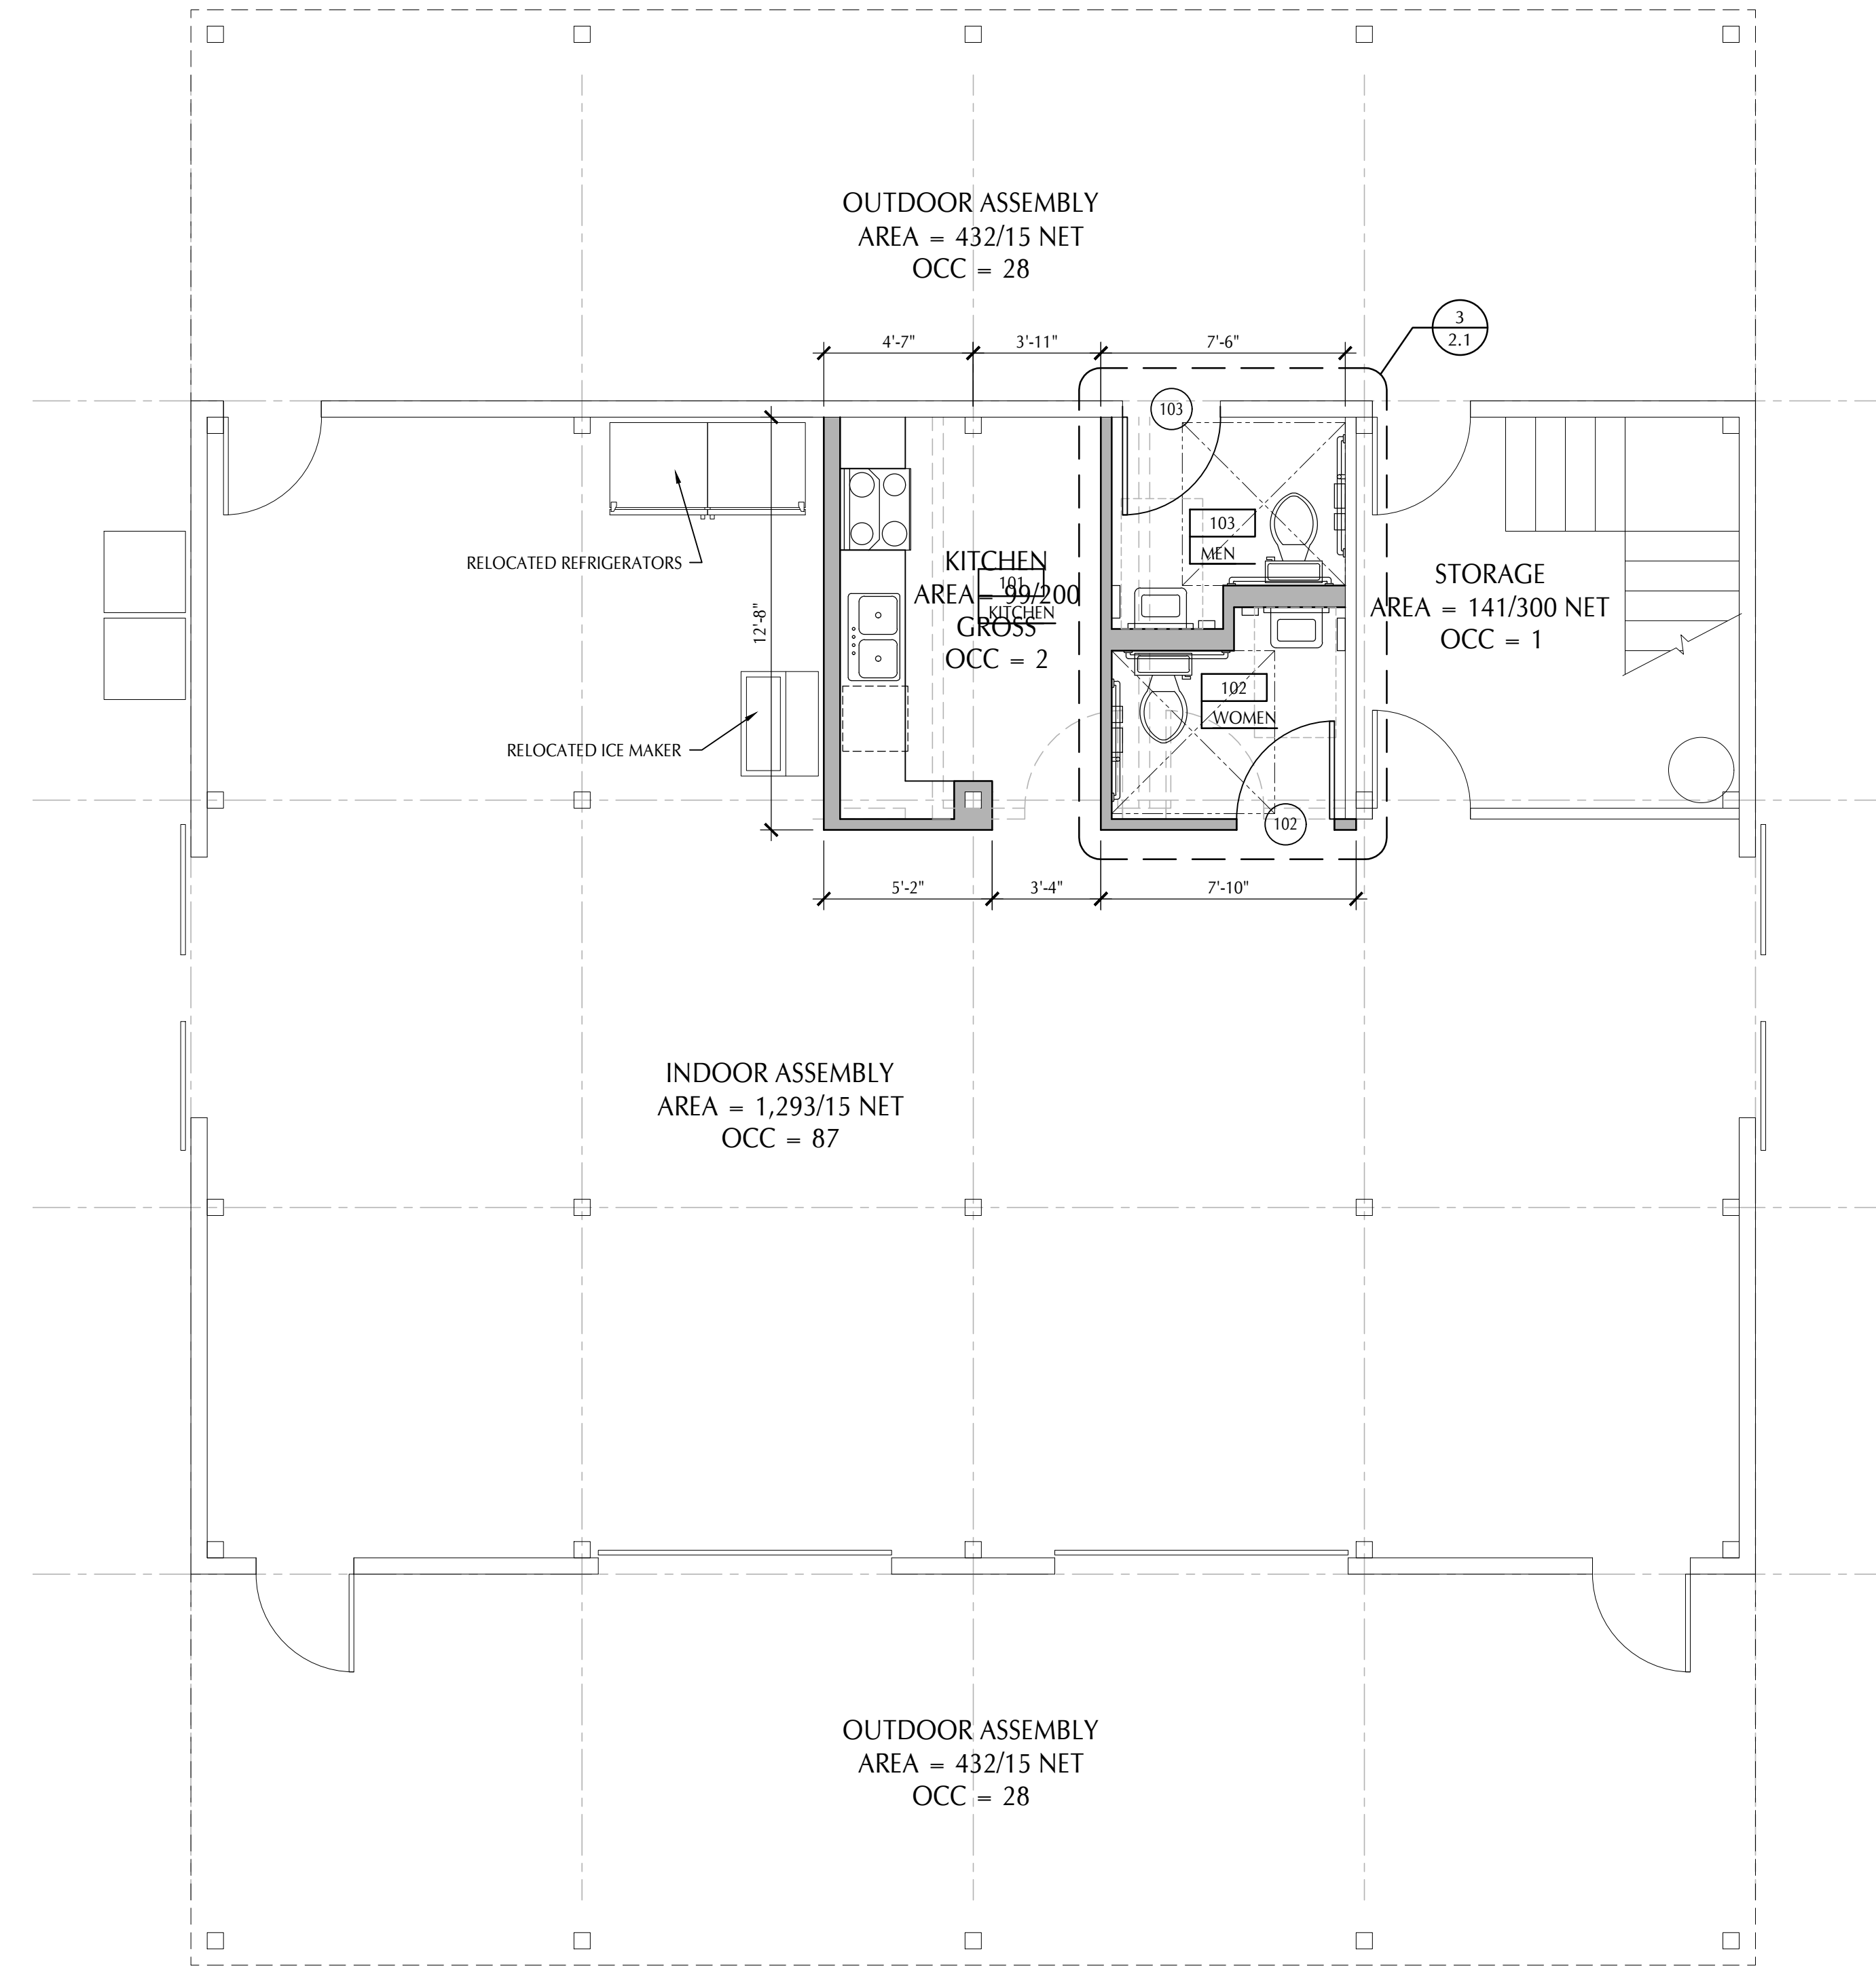 OUTDOOR ASSEMBLY
AREA = 432/15 NET
OCC = 28
3
2.1
4'-7"
3'-11"
7'-6"
103
RELOCATED REFRIGERATORS
12'-8"
KITCHEN
AREA = 99/200
GROSS
OCC = 2
101
KITCHEN
103
MEN
STORAGE
AREA = 141/300 NET
OCC = 1
102
WOMEN
RELOCATED ICE MAKER
102
5'-2"
3'-4"
7'-10"
INDOOR ASSEMBLY
AREA = 1,293/15 NET
OCC = 87
OUTDOOR ASSEMBLY
AREA = 432/15 NET
OCC = 28